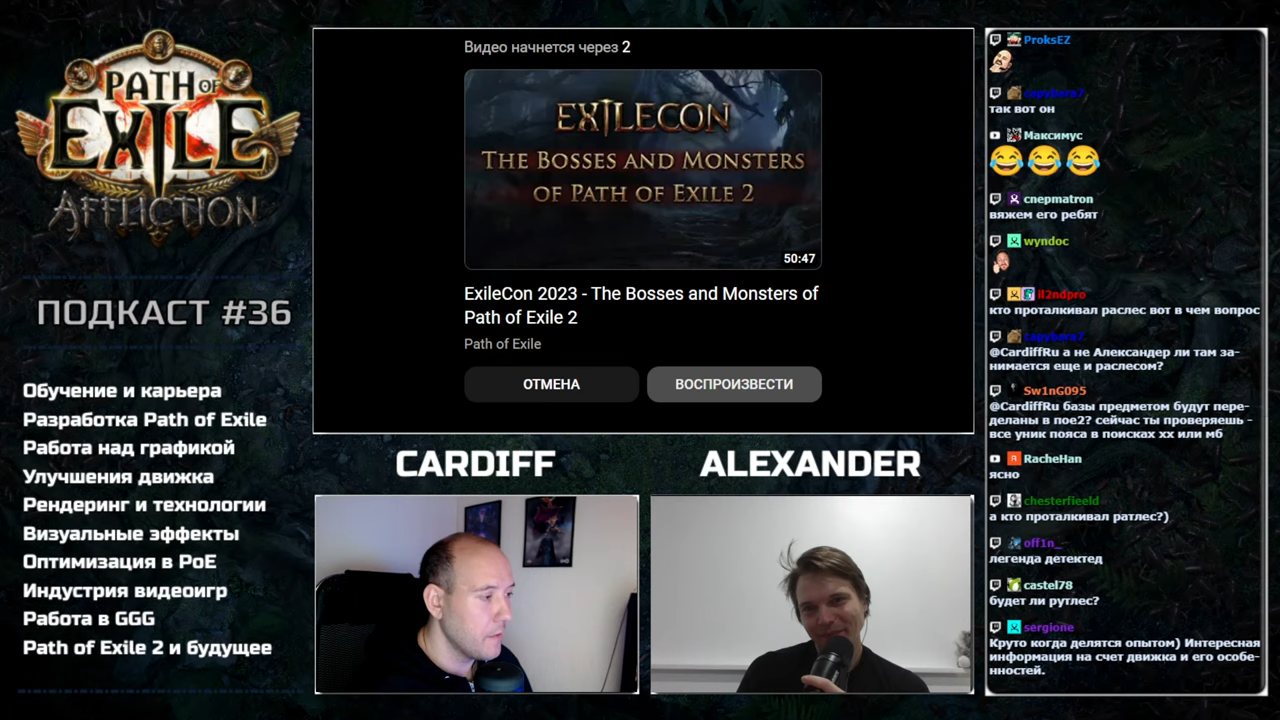 PATH OF
EXILE
AFFLICTION
ПОДКАСТ #36
Обучение и карьера
Разработка Path of Exile
Работа над графикой
Улучшения движка
Рендеринг и технологии
Визуальные эффекты
Оптимизация в PoE
Индустрия видеоигр
Работа в GGG
Path of Exile 2 и будущее
Видео начнется через 2
EXILECON
THE BOSSES AND MONSTERS
OF PATH OF EXILE 2
50:47
ExileCon 2023 - The Bosses and Monsters of
Path of Exile 2
Path of Exile
ОТМЕНА
ВОСПРОИЗВЕСТИ
CARDIFF
ALEXANDER
ProksEZ
capybara7
так вот он
Максимус
cnepmatron
вяжем его ребят
wyndoc
il2ndpro
кто проталкивал раслес вот в чем вопрос
capybara7
@CardiffRu а не Александер ли там за-
нимается еще и раслесом?
Sw1nG095
@CardiffRu базы предметом будут пере-
деланы в пое2? сейчас ты проверяешь -
все уник пояса в поисках хх или мб
RacheHan
ясно
chesterfieeld
а кто проталкивал ратлес?)
off1n_
легенда детектед
castel78
будет ли рутлес?
sergione
Круто когда делятся опытом) Интересная
информация на счет движка и его особе-
нностей.